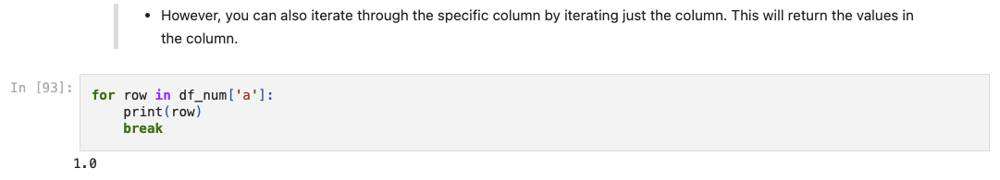 • However, you can also iterate through the specific column by iterating just the column. This will return the values in
the column.
In [93]:
for row in df_num['a']:
    print(row)
    break
1.0